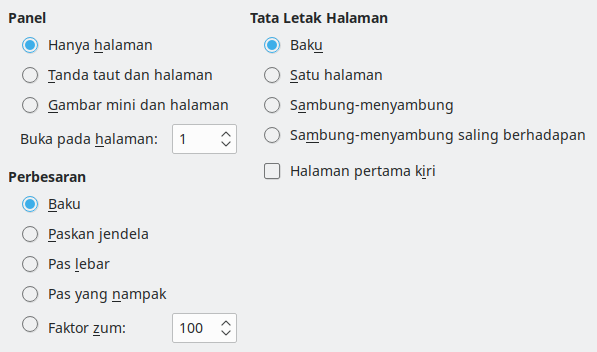 Panel
Hanya halaman
Tanda taut dan halaman
Gambar mini dan halaman
Buka pada halaman: 1
Perbesaran
Baku
Paskan jendela
Pas lebar
Pas yang nampak
Faktor zum: 100
Tata Letak Halaman
Baku
Satu halaman
Sambung-menyambung
Sambung-menyambung saling berhadapan
Halaman pertama kiri